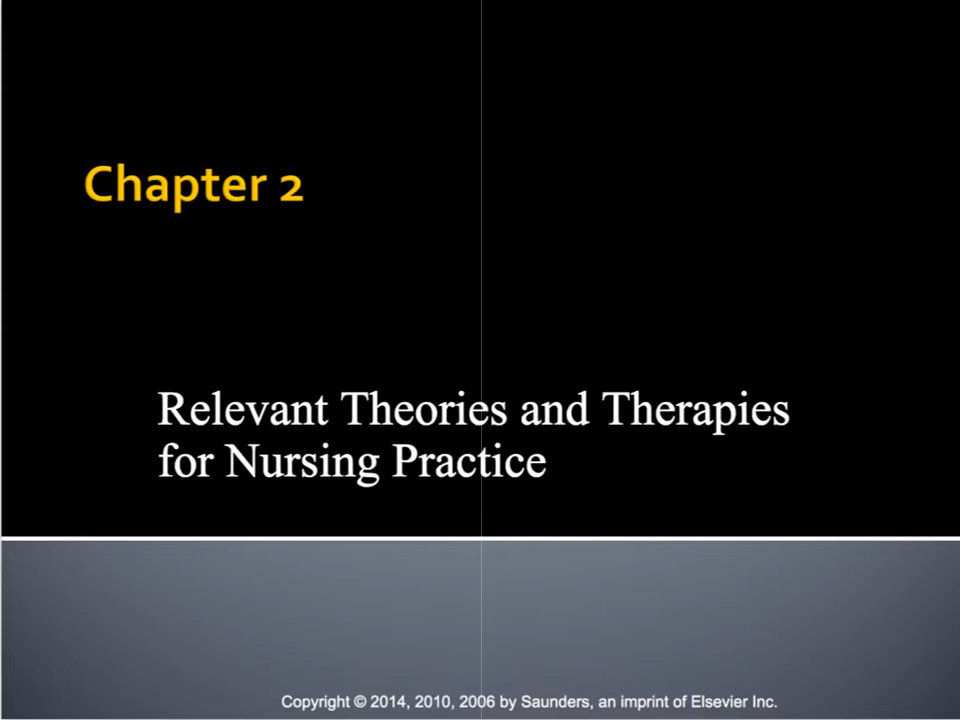 Chapter 2
Relevant Theories and Therapies
for Nursing Practice
Copyright © 2014, 2010, 2006 by Saunders, an imprint of Elsevier Inc.